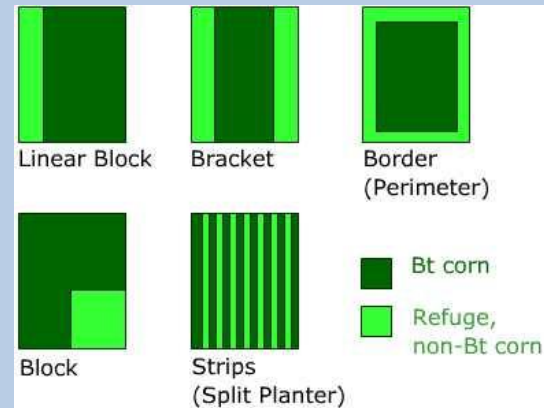 Linear Block
Bracket
Border
(Perimeter)
Block
Strips
(Split Planter)
Bt corn
Refuge,
non-Bt corn